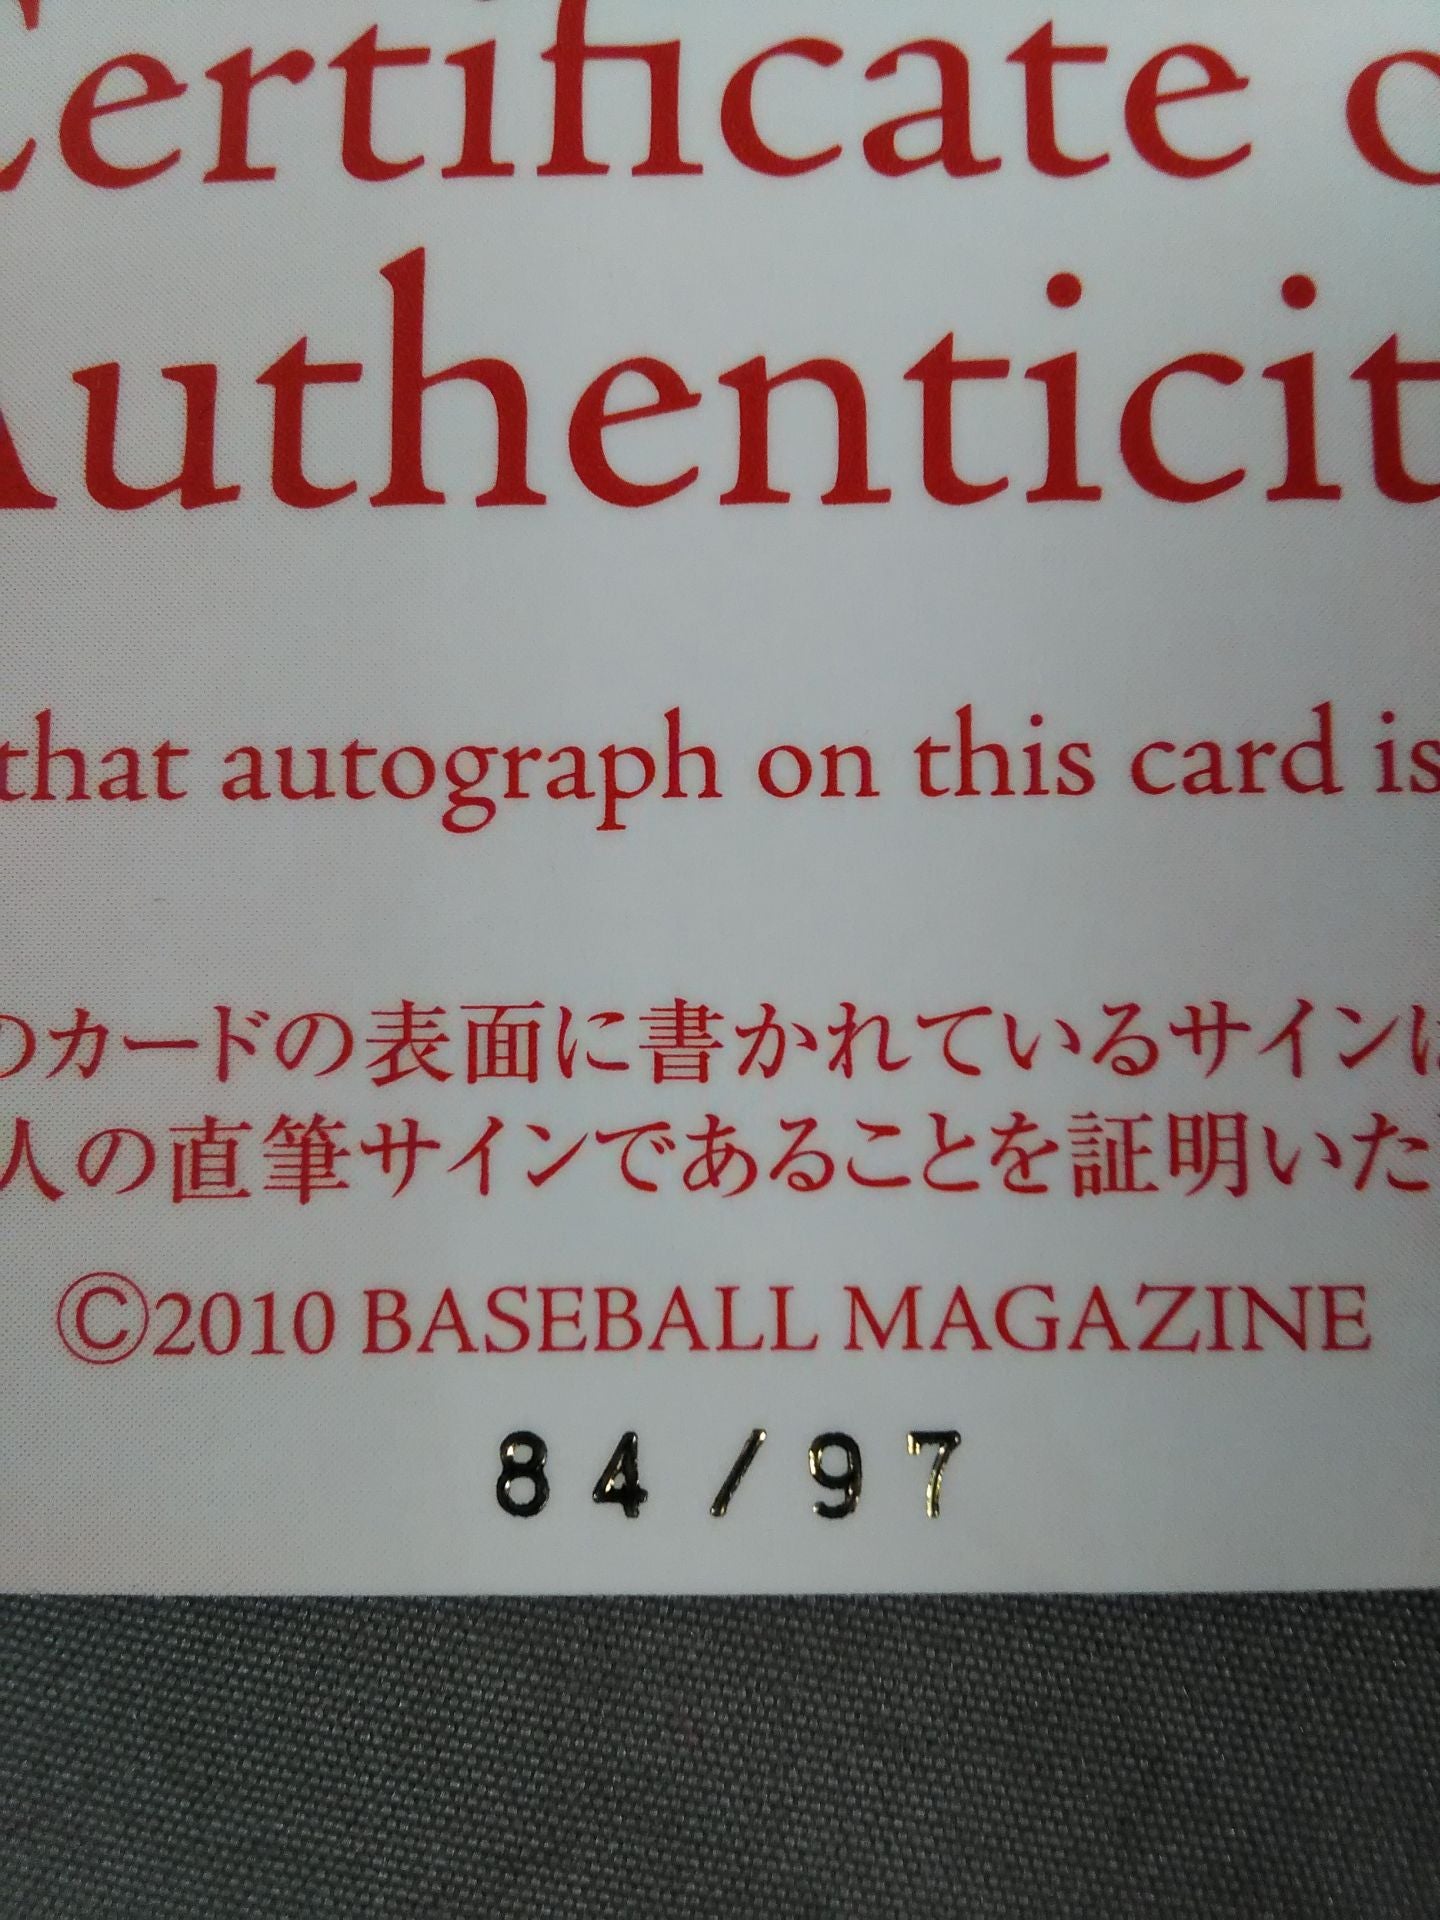 Certificate o
Authenticit
that autograph on this card is
のカードの表面に書かれているサインは
人の直筆サインであることを証明いた
©2010 BASEBALL MAGAZINE
84/97